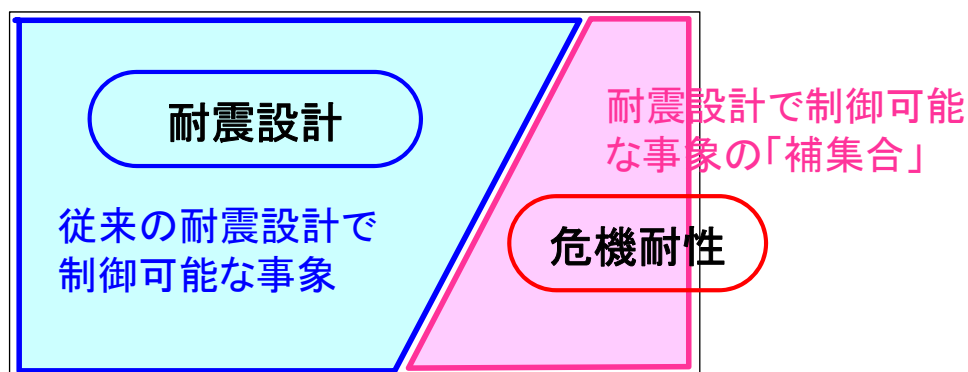 耐震設計
従来の耐震設計で
制御可能な事象
耐震設計で制御可能
な事象の「補集合」
危機耐性